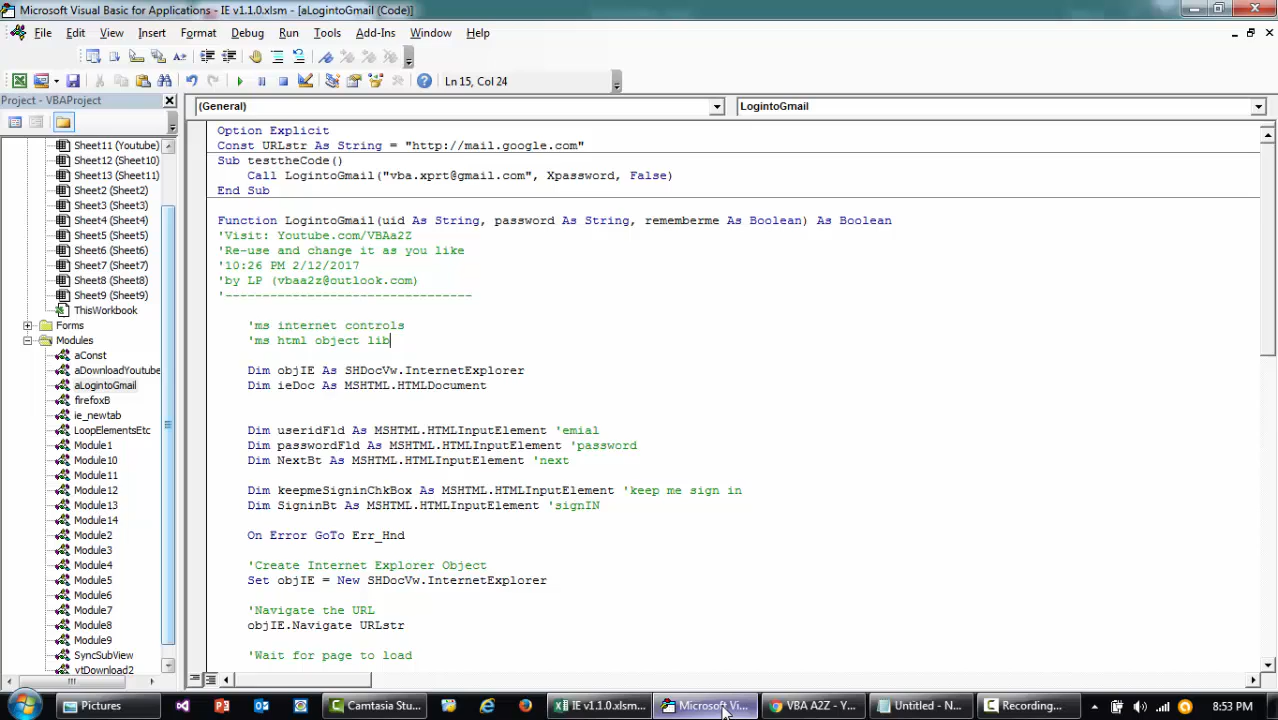 Microsoft Visual Basic for Applications - IE v1.1.0.xlsm - [aLogintoGmail (Code)]
File Edit View Insert Format Debug Run Tools Add-Ins Window Help
Ln 15, Col 24
Project - VBAProject
(General)
LogintoGmail
Sheet11 (Youtube)
Sheet12 (Sheet10)
Sheet13 (Sheet11)
Sheet2 (Sheet2)
Sheet3 (Sheet3)
Sheet4 (Sheet4)
Sheet5 (Sheet5)
Sheet6 (Sheet6)
Sheet7 (Sheet7)
Sheet8 (Sheet8)
Sheet9 (Sheet9)
ThisWorkbook
Forms
Modules
aConst
aDownloadYoutube
aLogintoGmail
firefoxB
ie_newtab
LoopElementsEtc
Module1
Module10
Module11
Module12
Module13
Module14
Module2
Module3
Module4
Module5
Module6
Module7
Module8
Module9
SyncSubView
vtDownload2
Option Explicit
Const URLstr As String = "http://mail.google.com"
Sub testtheCode()
Call LogintoGmail("vba.xprt@gmail.com", Xpassword, False)
End Sub
Function LogintoGmail(uid As String, password As String, rememberme As Boolean) As Boolean
'Visit: Youtube.com/VBAa2Z
'Re-use and change it as you like
'10:26 PM 2/12/2017
'by LP (vbaa2z@outlook.com)
'---------------------------------
'ms internet controls
'ms html object lib
Dim objIE As SHDocVw.InternetExplorer
Dim ieDoc As MSHTML.HTMLDocument
Dim useridFld As MSHTML.HTMLInputElement 'emial
Dim passwordFld As MSHTML.HTMLInputElement 'password
Dim NextBt As MSHTML.HTMLInputElement 'next
Dim keepmeSigninChkBox As MSHTML.HTMLInputElement 'keep me sign in
Dim SigninBt As MSHTML.HTMLInputElement 'signIN
On Error GoTo Err_Hnd
'Create Internet Explorer Object
Set objIE = New SHDocVw.InternetExplorer
'Navigate the URL
objIE.Navigate URLstr
'Wait for page to load
Pictures
Camtasia Stu...
IE v1.1.0.xlsm...
Microsoft Vi...
VBA A2Z - Y...
Untitled - N...
Recording...
8:53 PM